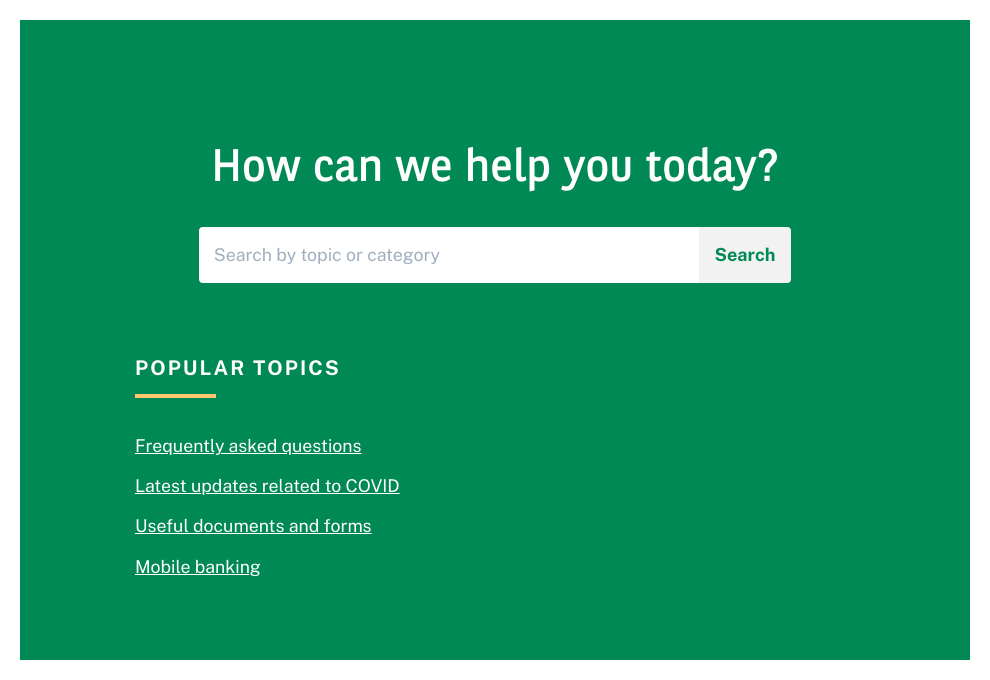 How can we help you today?
Search by topic or category
Search
POPULAR TOPICS
Frequently asked questions
Latest updates related to COVID
Useful documents and forms
Mobile banking